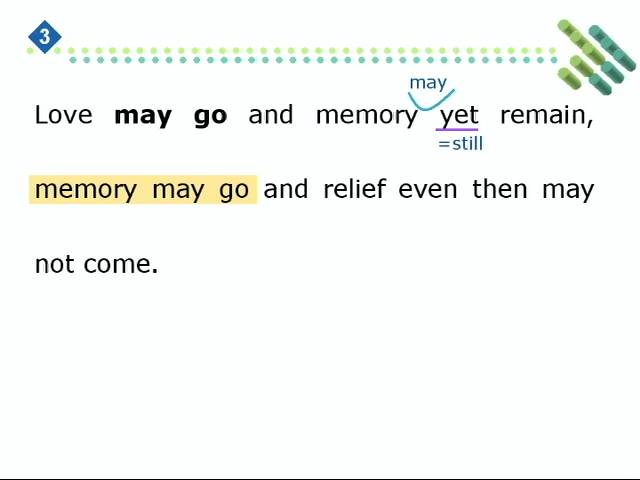 3
may
Love may go and memory yet remain,
=still
memory may go and relief even then may
not come.